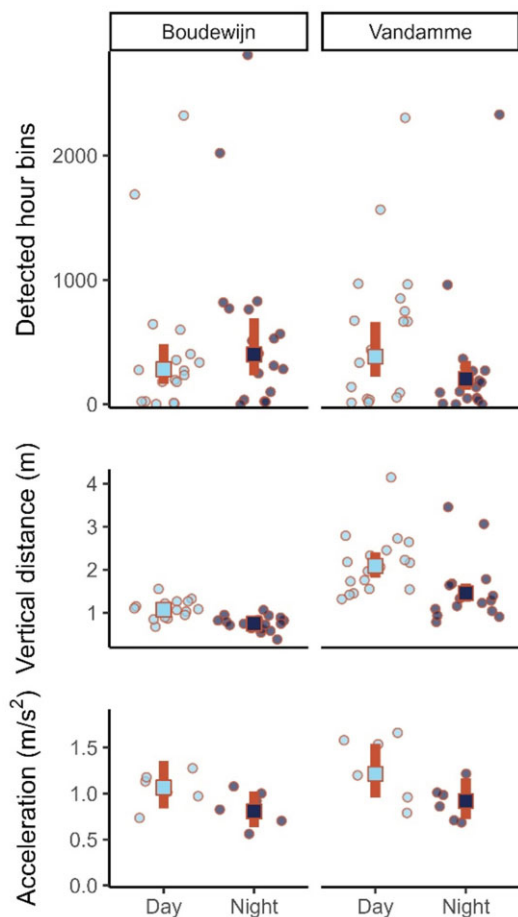 Boudewijn Vandamme
Detected hour bins
2000
1000
0
Vertical distance (m)
4
3
2
1
Acceleration (m/s²)
1.5
1.0
0.5
0.0
Day Night Day Night